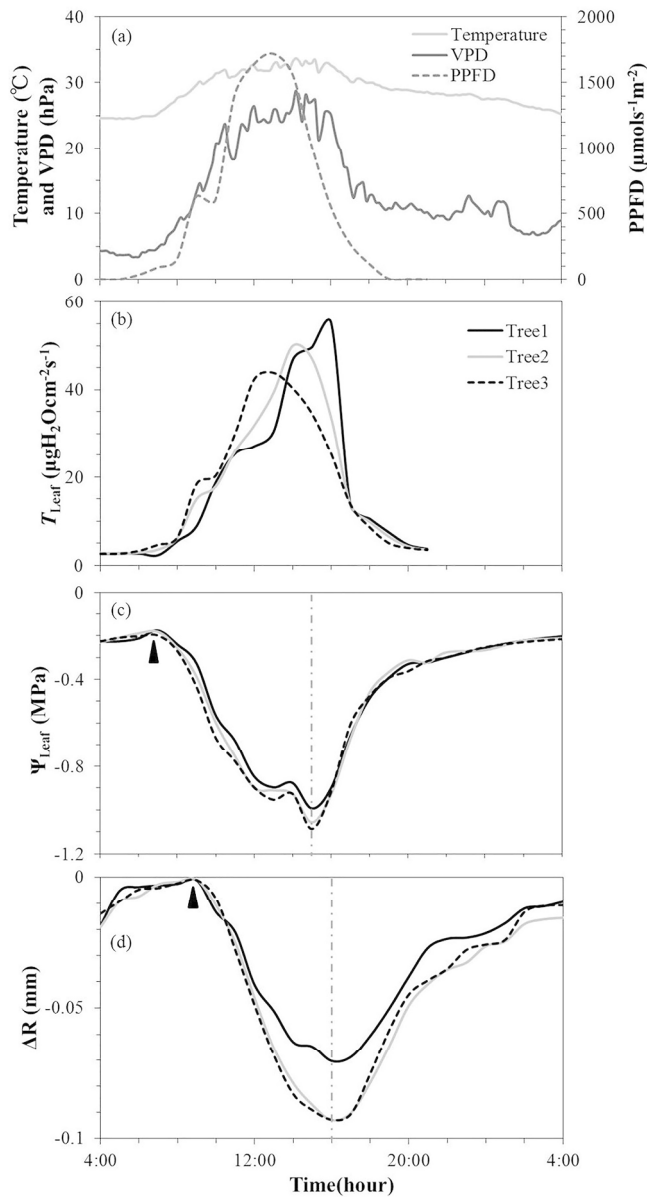 (a)
Temperature
VPD
PPFD
Temperature (℃)
and VPD (hPa)
40
30
20
10
0
PPFD (μmols⁻¹m⁻²)
2000
1500
1000
500
0
(b)
Tree1
Tree2
Tree3
T_Leaf (μgH₂Ocm⁻²s⁻¹)
60
40
20
0
(c)
Ψ_Leaf (MPa)
0
-0.4
-0.8
-1.2
(d)
ΔR (mm)
0
-0.05
-0.1
4:00 12:00 20:00 4:00
Time(hour)